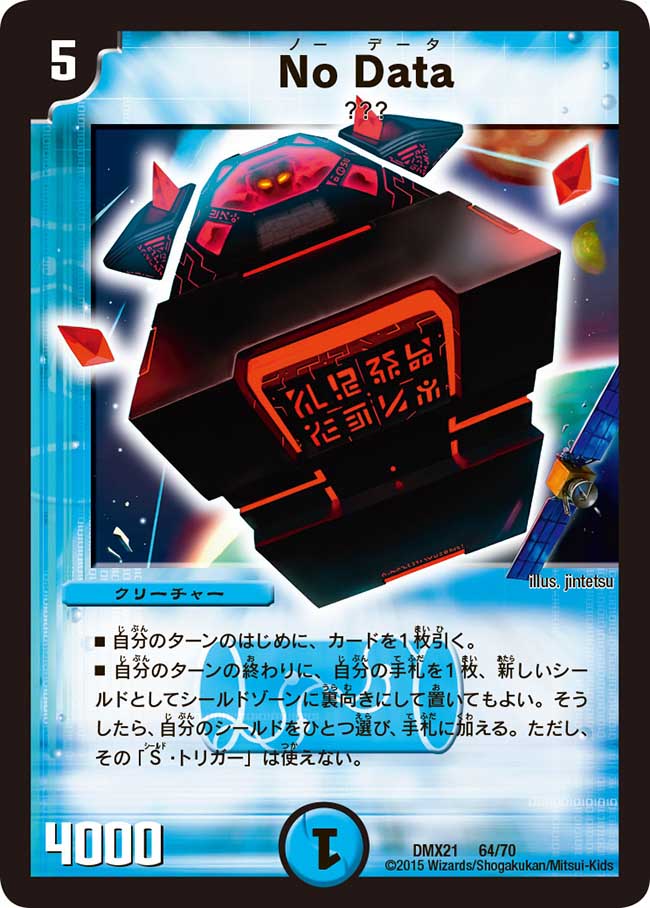 5
ノー データ
No Data
???
illus. jintetsu
クリーチャー
■ 自分のターンのはじめに、カードを1枚引く。
■ 自分のターンの終わりに、自分の手札を1枚、新しいシー
ルドとしてシールドゾーンに裏向きにして置いてもよい。そう
したら、自分のシールドをひとつ選び、手札に加える。ただし、
その「S・トリガー」は使えない。
4000
1
DMX21 64/70
©2015 Wizards/Shogakukan/Mitsui-Kids